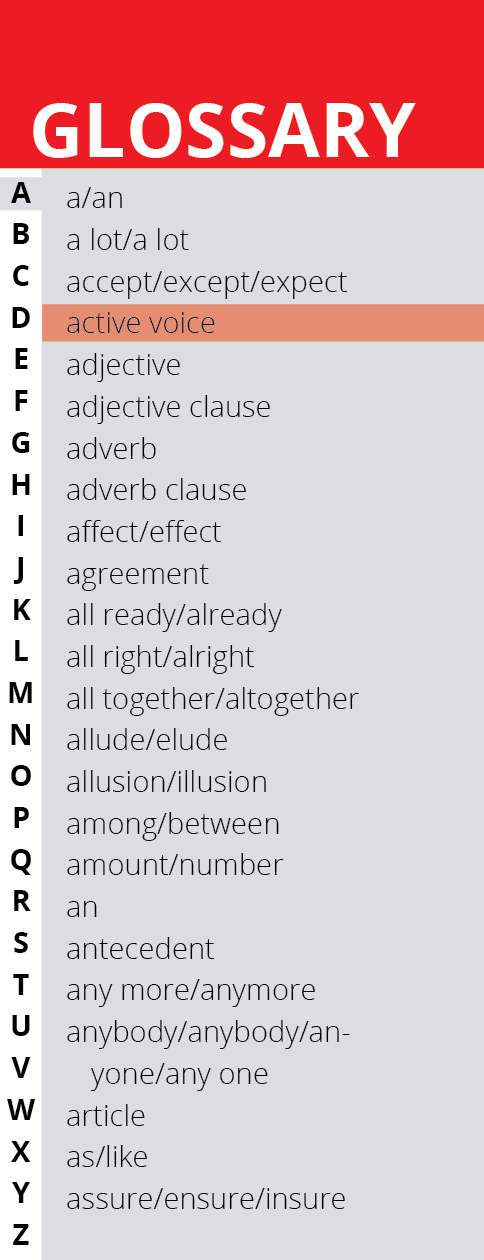 GLOSSARY
A
B
C
D
E
F
G
H
I
J
K
L
M
N
O
P
Q
R
S
T
U
V
W
X
Y
Z
a/an
a lot/a lot
accept/except/expect
active voice
adjective
adjective clause
adverb
adverb clause
affect/effect
agreement
all ready/already
all right/alright
all together/altogether
allude/elude
allusion/illusion
among/between
amount/number
an
antecedent
any more/anymore
anybody/anybody/an-
yone/any one
article
as/like
assure/ensure/insure